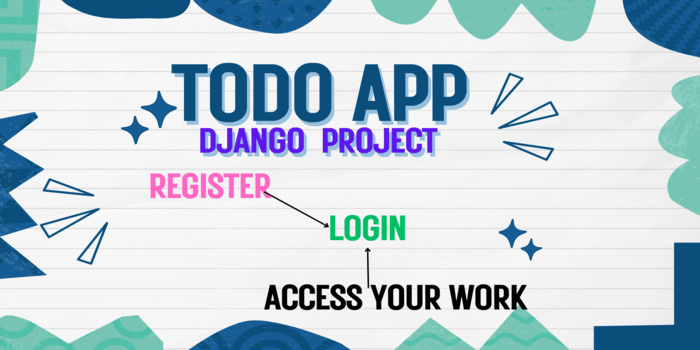 TODO APP
DJANGO PROJECT
REGISTER
LOGIN
ACCESS YOUR WORK